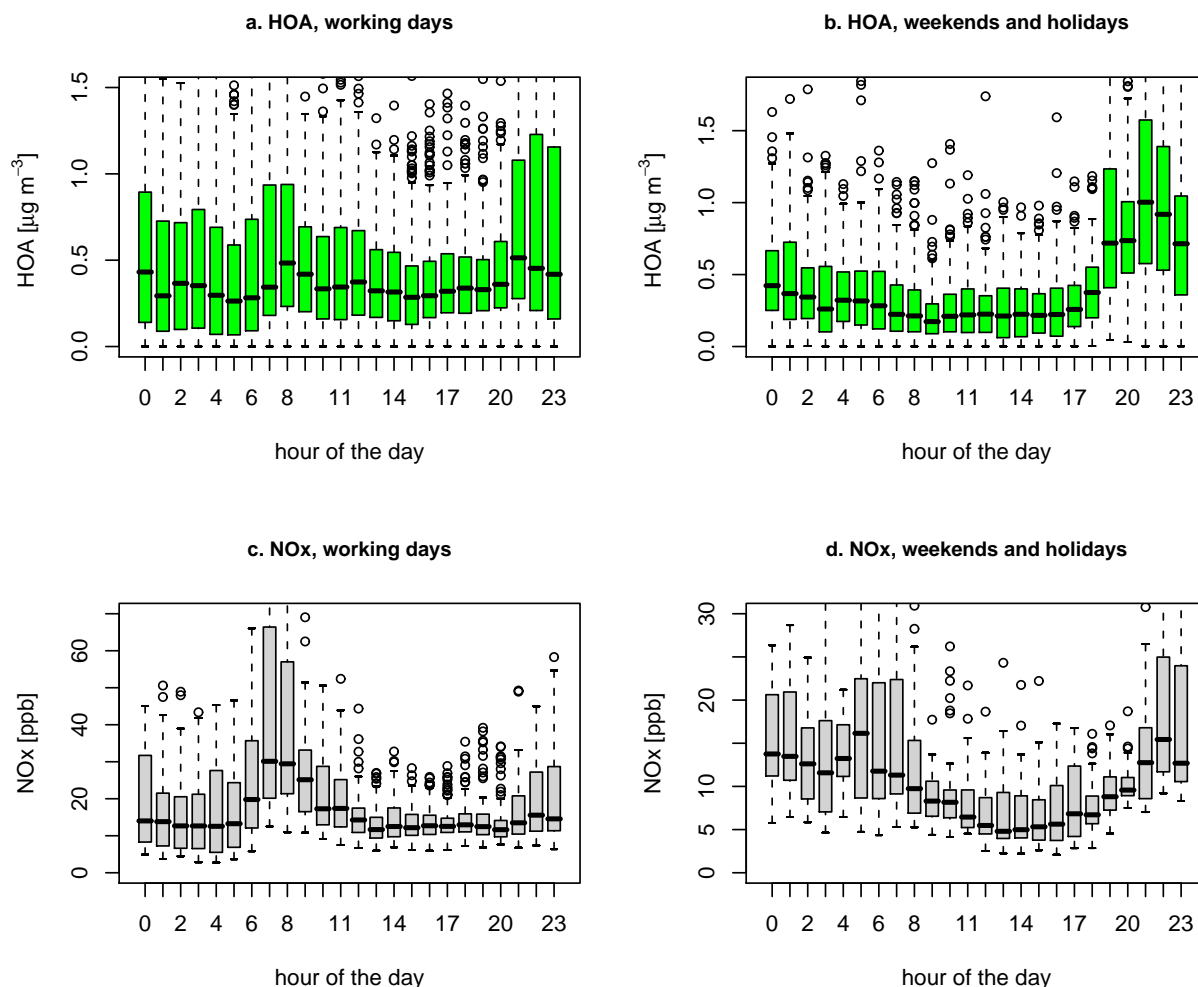 a. HOA, working days
HOA [µg m⁻³]
0.0 0.5 1.0 1.5
0 2 4 6 8 11 14 17 20 23
hour of the day
b. HOA, weekends and holidays
HOA [µg m⁻³]
0.0 0.5 1.0 1.5
0 2 4 6 8 11 14 17 20 23
hour of the day
c. NOx, working days
NOx [ppb]
0 20 40 60
0 2 4 6 8 11 14 17 20 23
hour of the day
d. NOx, weekends and holidays
NOx [ppb]
0 5 10 20 30
0 2 4 6 8 11 14 17 20 23
hour of the day